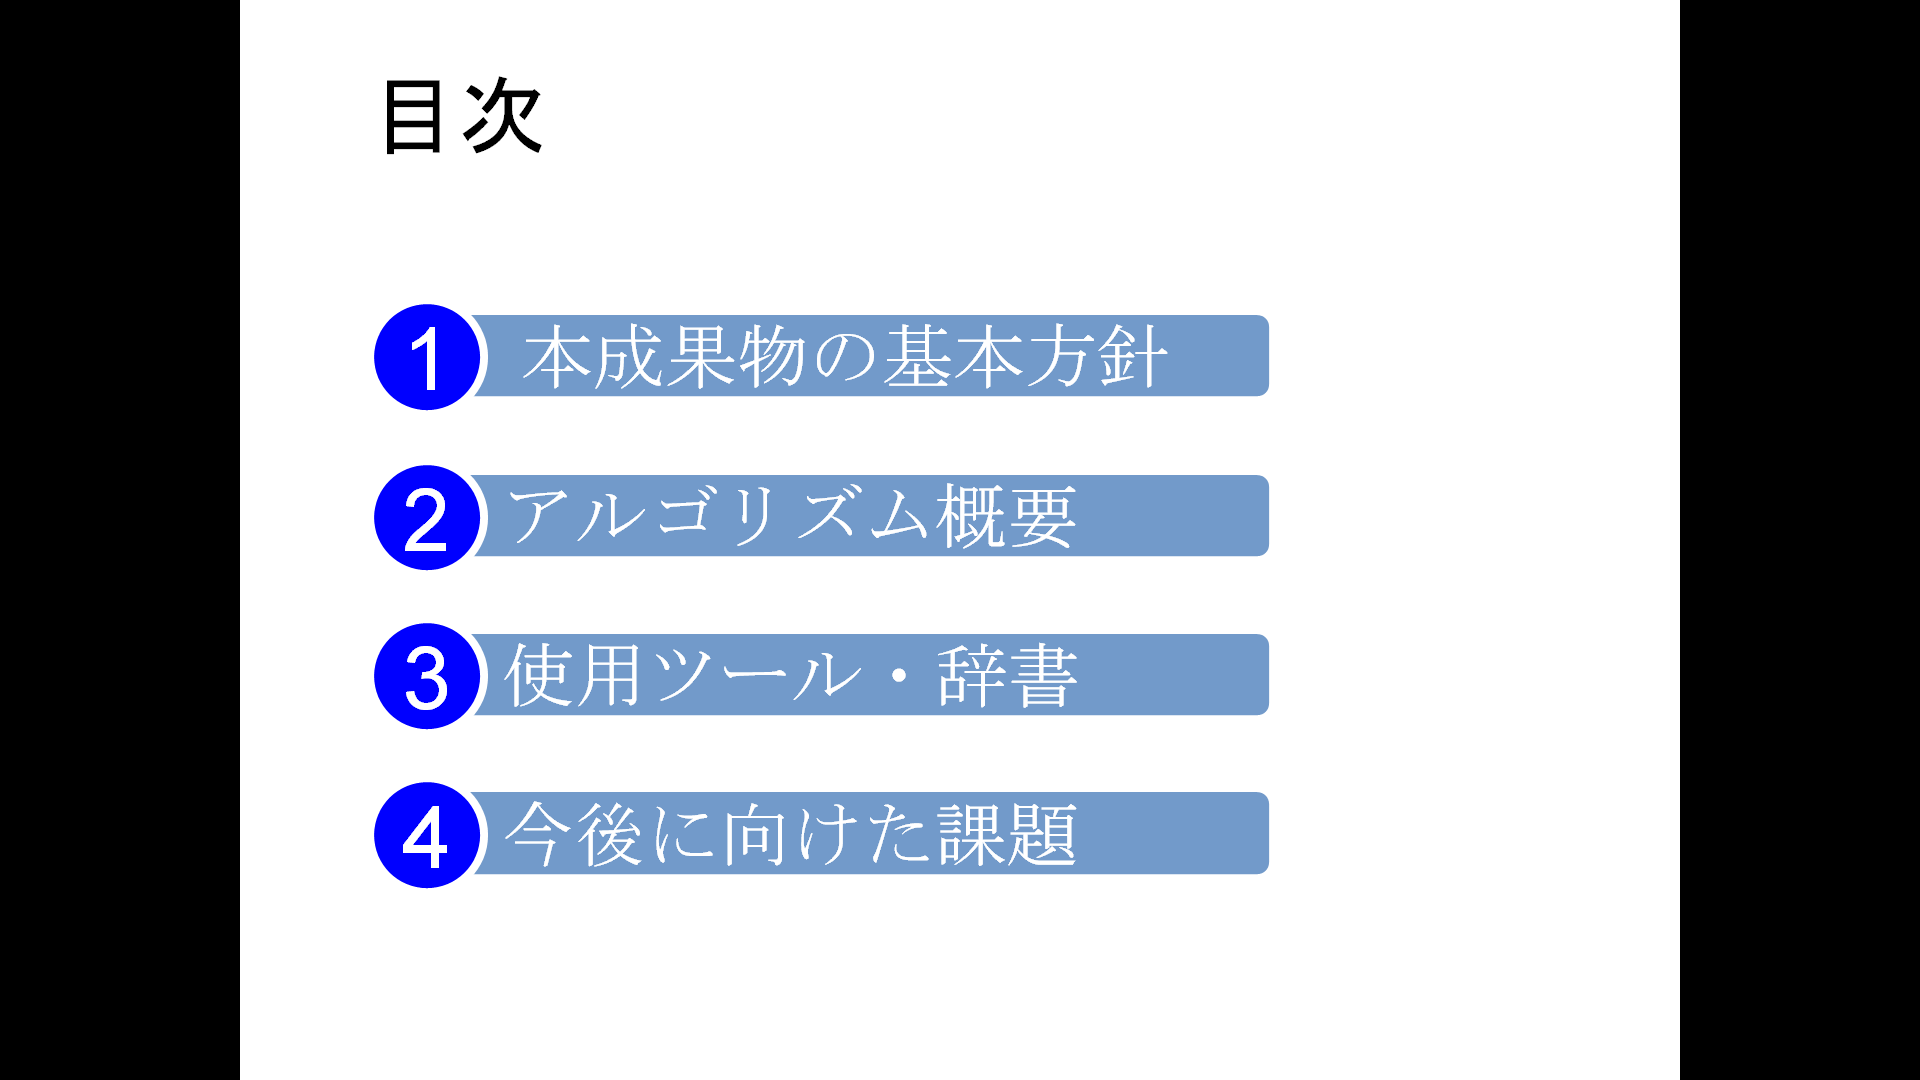 目次
1 本成果物の基本方針
2 アルゴリズム概要
3 使用ツール・辞書
4 今後に向けた課題